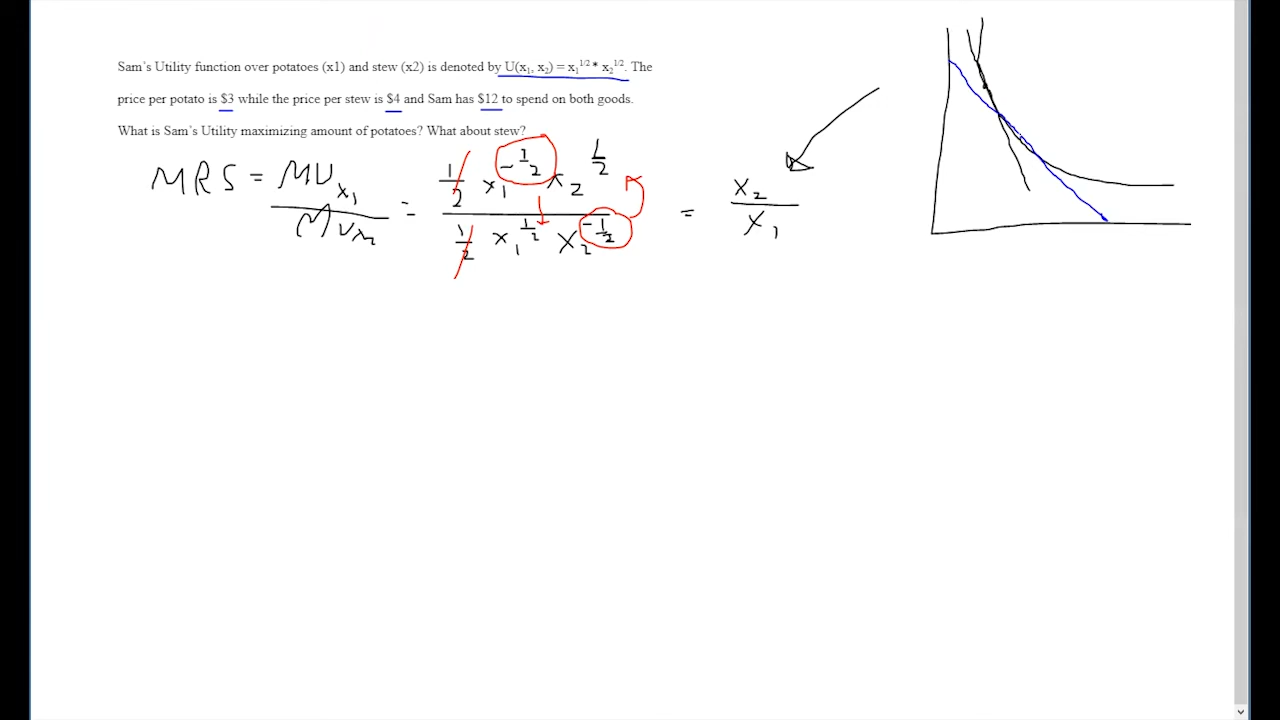 Sam's Utility function over potatoes (x1) and stew (x2) is denoted by U(x₁, x₂) = x₁^1/2 * x₂^1/2. The
price per potato is $3 while the price per stew is $4 and Sam has $12 to spend on both goods.
What is Sam's Utility maximizing amount of potatoes? What about stew?
MRS = MUx₁ / MUx₂ = 1/2 x₁^-1/2 x₂^1/2 / 1/2 x₁^1/2 x₂^-1/2 = x₂ / x₁